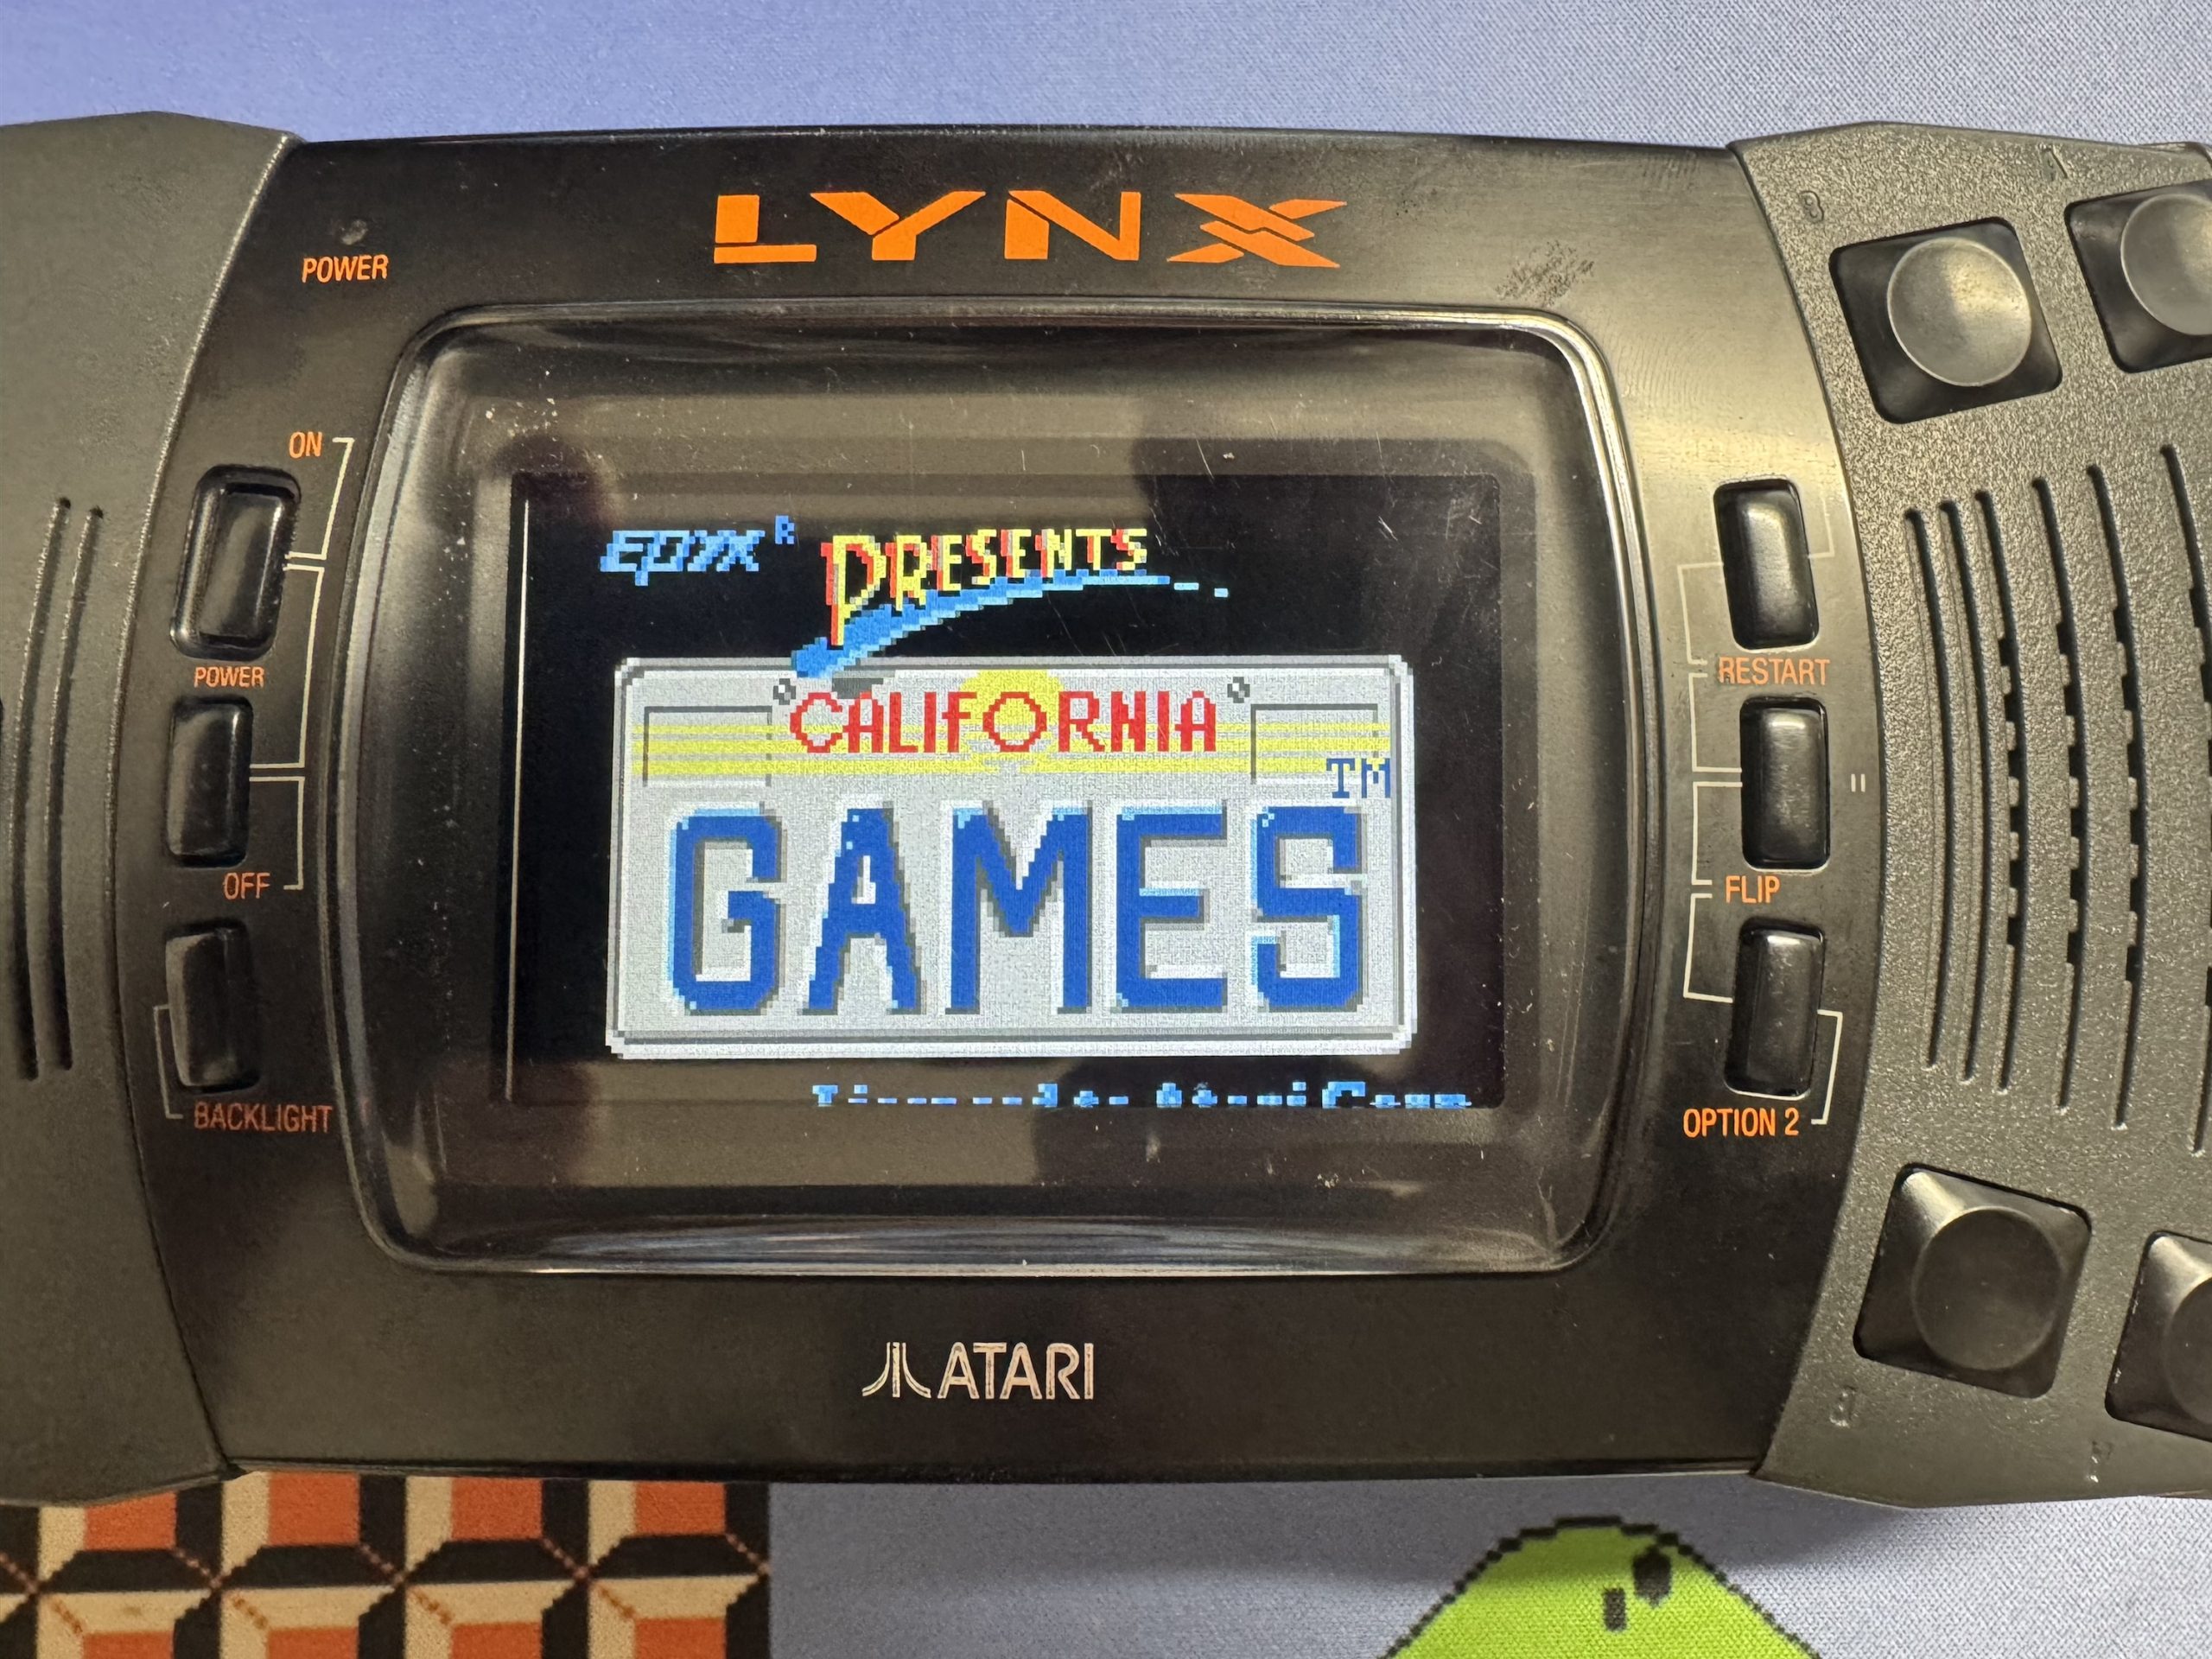 LYNX
POWER
B
A
ON
POWER
OFF
BACKLIGHT
EPYX R PRESENTS
CALIFORNIA
TM
GAMES
RESTART
FLIP
OPTION 2
ATARI
B
A